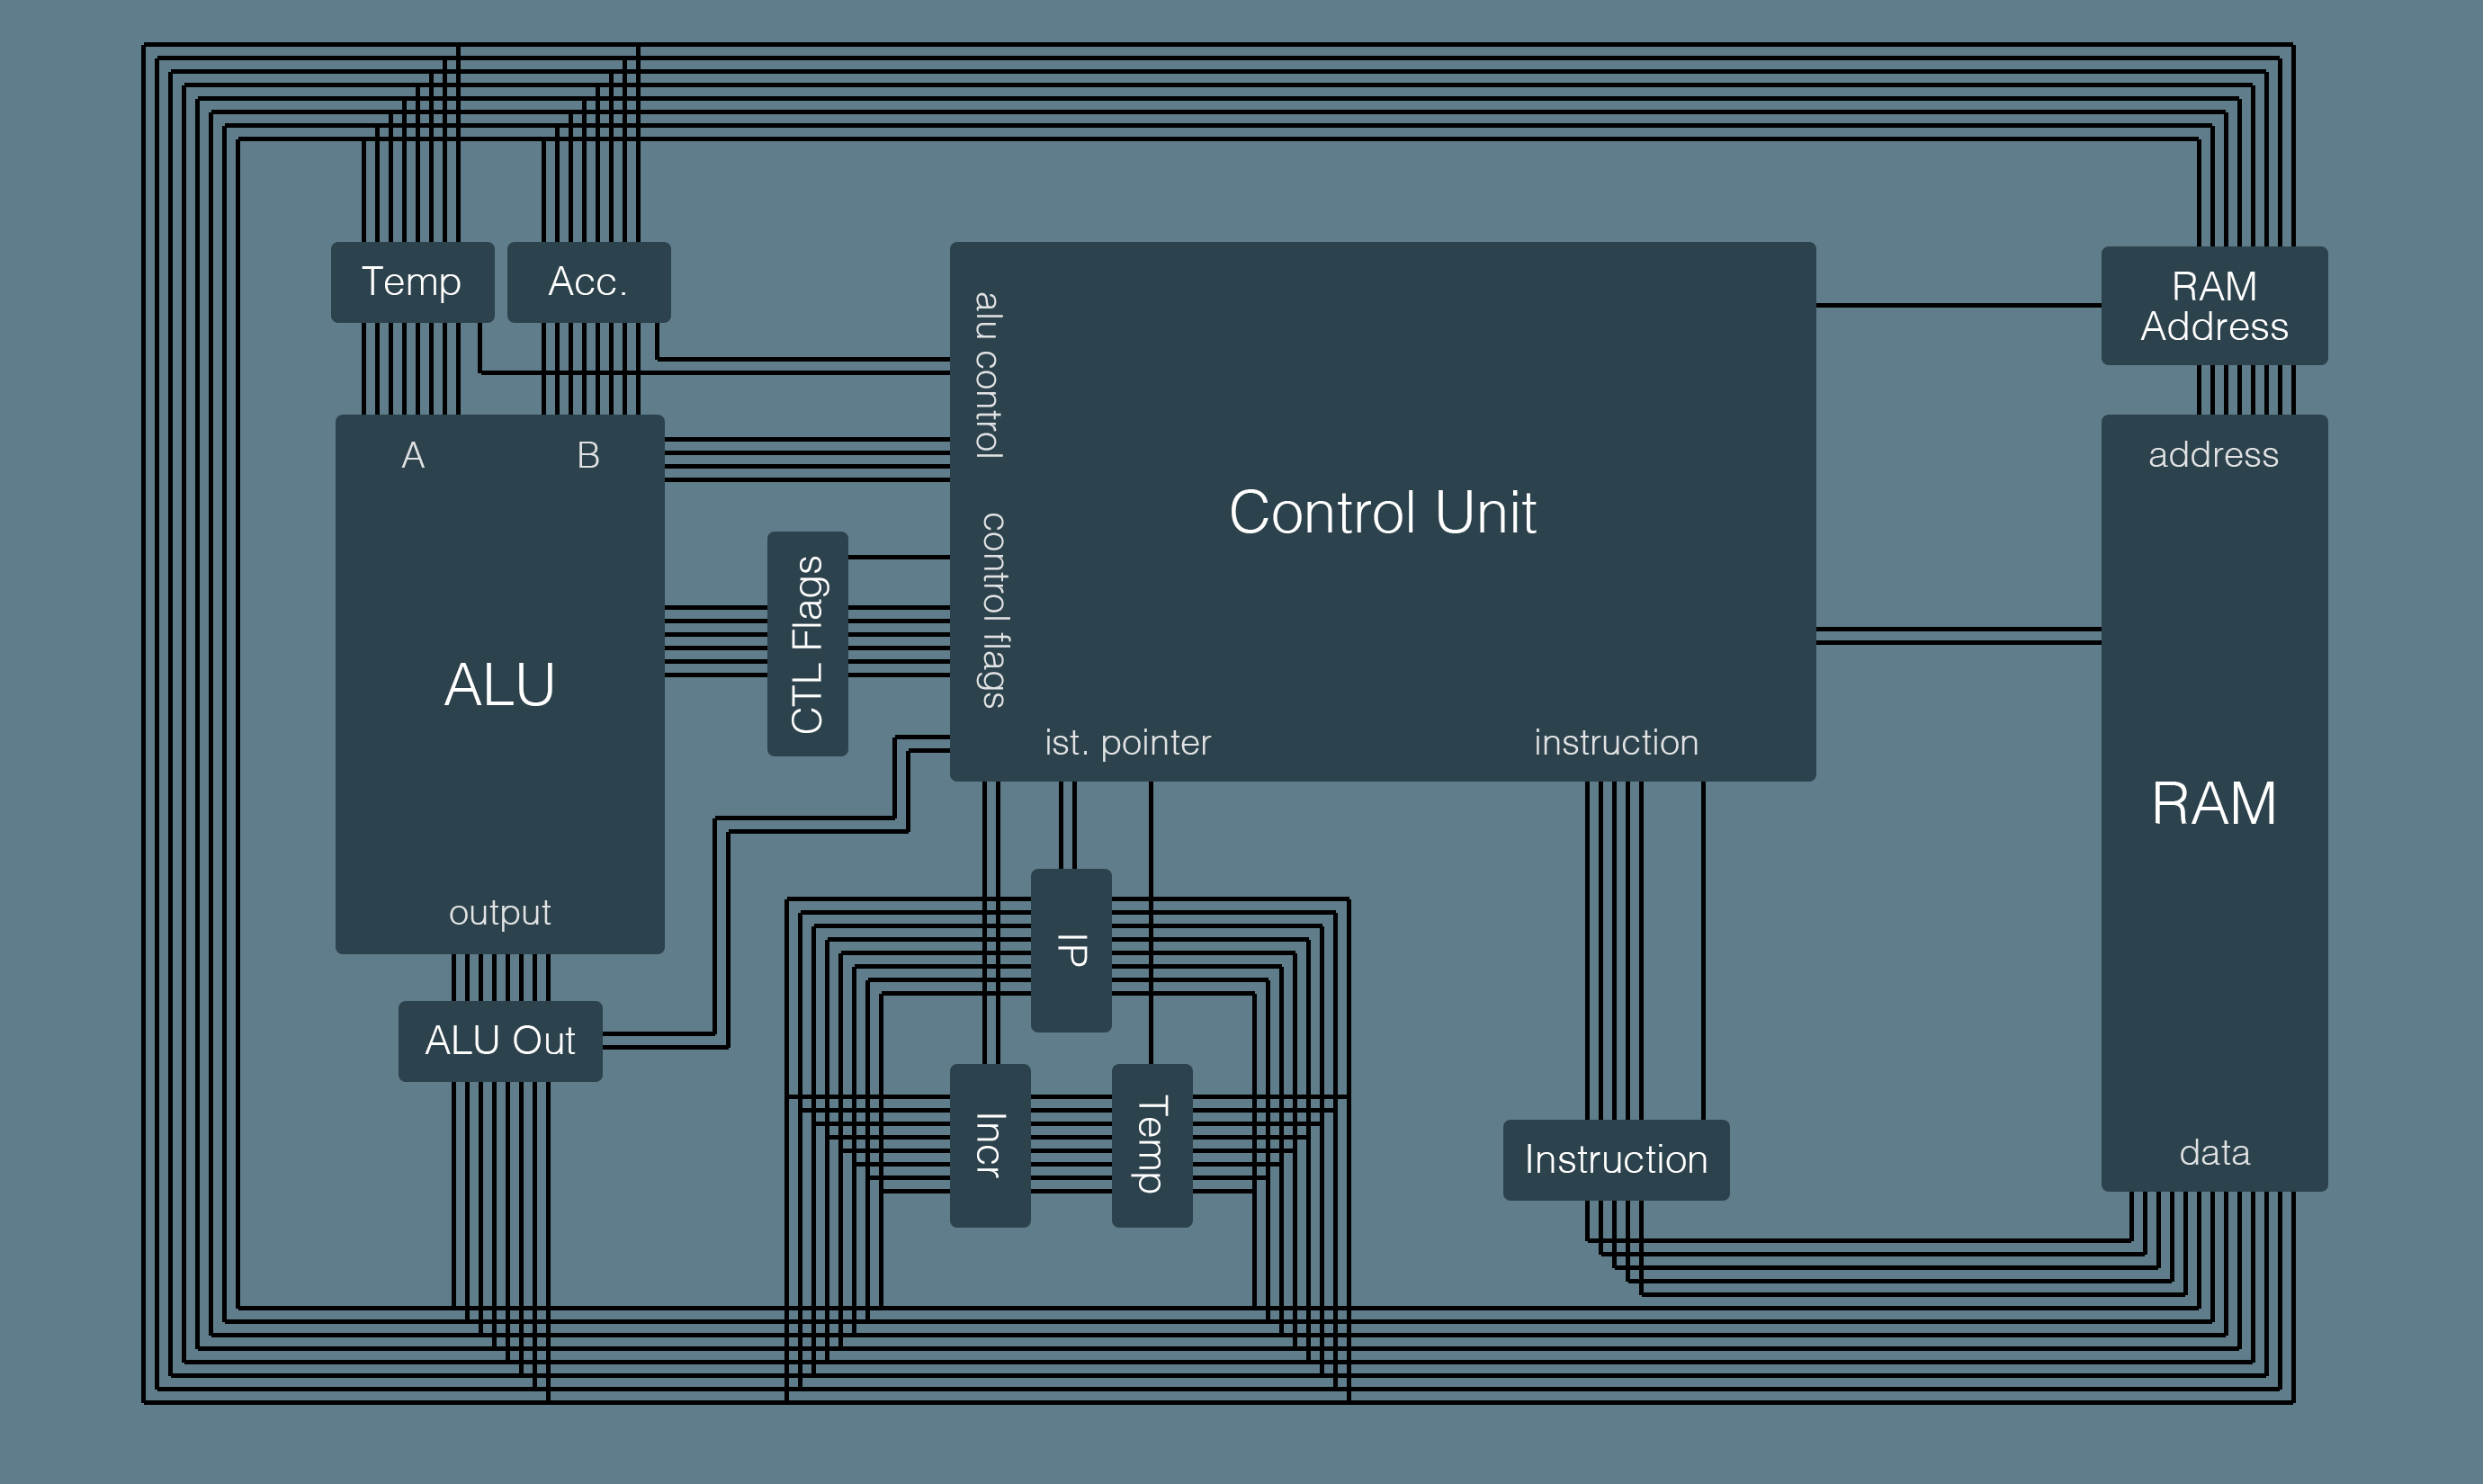 Temp
Acc.
RAM
Address
A
B
alu control
Control Unit
address
CTL Flags
control flags
ALU
ist. pointer
instruction
RAM
output
IP
ALU Out
Incr
Temp
Instruction
data